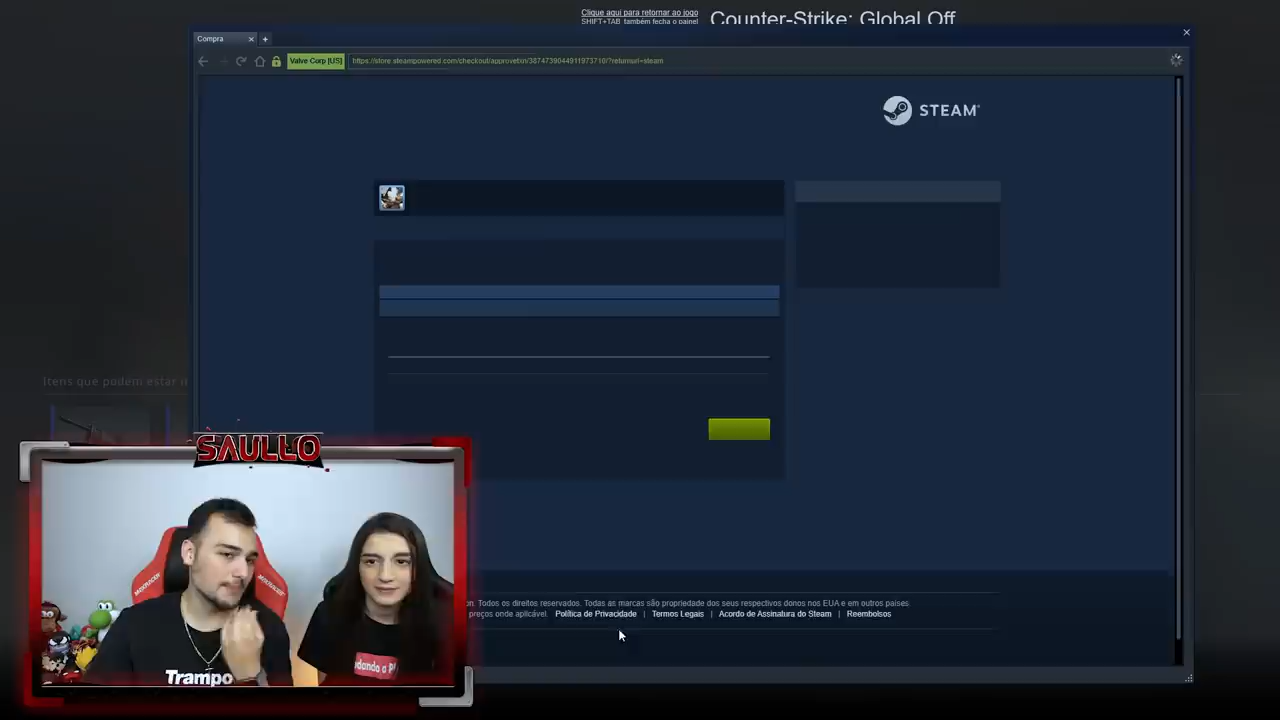 Clique aqui para retornar ao jogo
SHIFT+TAB também fecha o painel
Counter-Strike: Global Off
Compra
Valve Corp [US]
https://store.steampowered.com/checkout/approvetxn/3874739044911973716/?returnurl=steam
STEAM
Itens que podem estar n
SAULLO
MOOBRACER
Trampo
udando o P
on. Todos os direitos reservados. Todas as marcas são propriedade dos seus respectivos donos nos EUA e em outros países.
preços onde aplicável. Política de Privacidade | Termos Legais | Acordo de Assinatura do Steam | Reembolsos